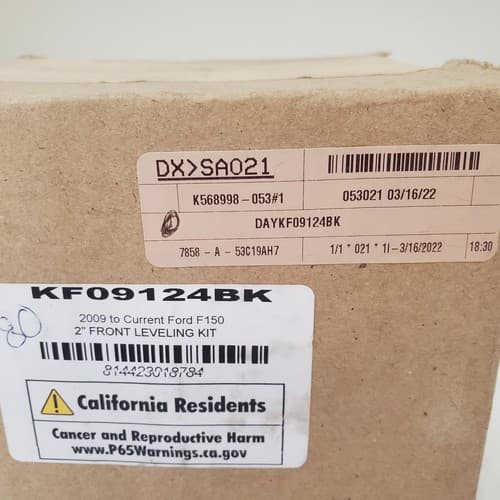 DX>SA021
K568998-053#1
053021 03/16/22
DAYKF09124BK
7858 - A - 53C19AH7
1/1 * 021 * 1I-3/16/2022
18:30
KF09124BK
2009 to Current Ford F150
2" FRONT LEVELING KIT
814423018784
California Residents
Cancer and Reproductive Harm
www.P65Warnings.ca.gov